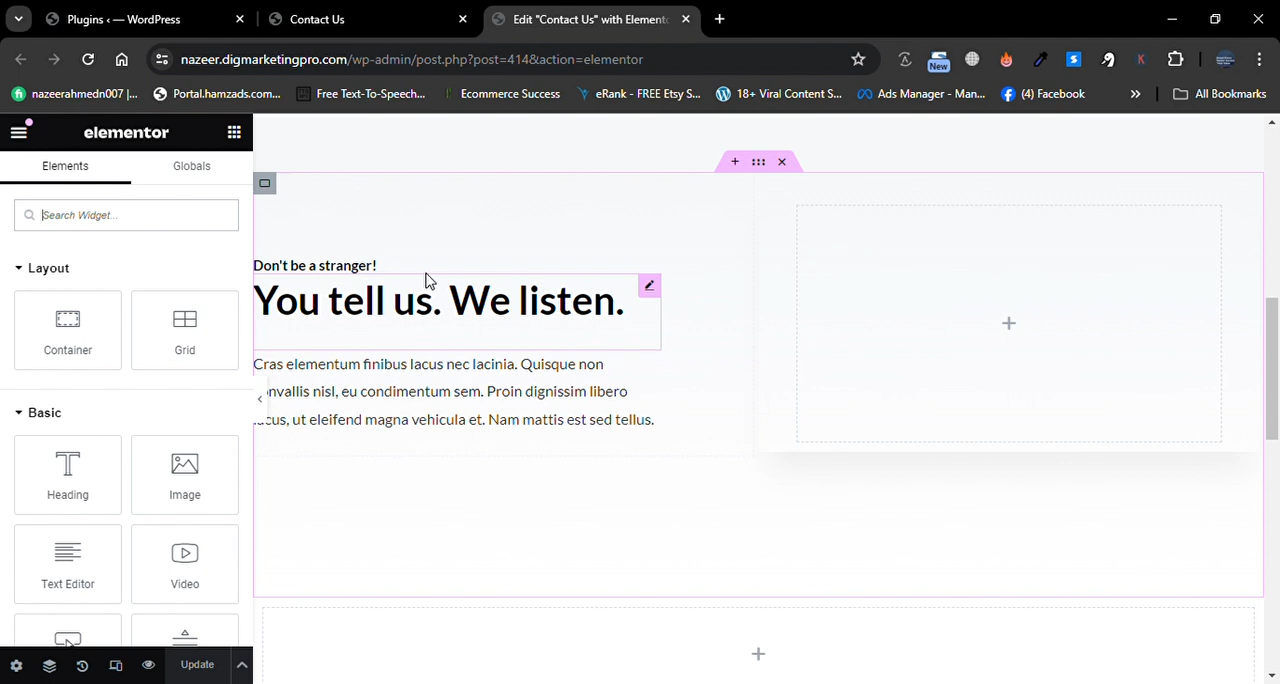 Plugins ‹ — WordPress
Contact Us
Edit "Contact Us" with Elemento
nazeer.digmarketingpro.com/wp-admin/post.php?post=414&action=elementor
New
nazeerahmedn007 |...
Portal.hamzads.com...
Free Text-To-Speech...
Ecommerce Success
eRank - FREE Etsy S...
18+ Viral Content S...
Ads Manager - Man...
(4) Facebook
All Bookmarks
elementor
Elements
Globals
Search Widget...
Layout
Container
Grid
Basic
Heading
Image
Text Editor
Video
Update
Don't be a stranger!
You tell us. We listen.
Cras elementum finibus lacus nec lacinia. Quisque non
nvallis nisl, eu condimentum sem. Proin dignissim libero
cus, ut eleifend magna vehicula et. Nam mattis est sed tellus.